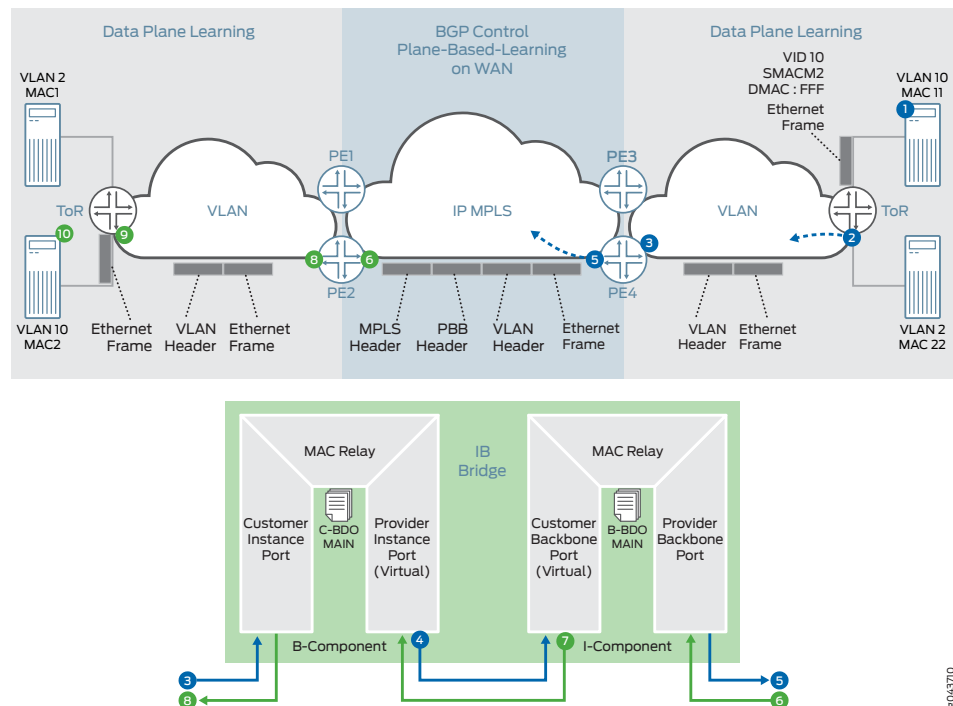 Data Plane Learning
BGP Control
Plane-Based-Learning
on WAN
Data Plane Learning
VLAN 2
MAC1
VID 10
SMACM2
DMAC : FFF
Ethernet
Frame
VLAN 10
MAC 11
1
PE1
PE3
ToR
VLAN
IP MPLS
VLAN
ToR
10
9
8
6
5
3
2
PE2
PE4
VLAN 10
MAC2
Ethernet
Frame
VLAN
Header
Ethernet
Frame
MPLS
Header
PBB
Header
VLAN
Header
Ethernet
Frame
VLAN
Header
Ethernet
Frame
VLAN 2
MAC 22
MAC Relay
IB
Bridge
MAC Relay
Customer
Instance
Port
C-BDO
MAIN
Provider
Instance
Port
(Virtual)
Customer
Backbone
Port
(Virtual)
B-BDO
MAIN
Provider
Backbone
Port
B-Component
4
7
I-Component
3
5
8
6
g043710